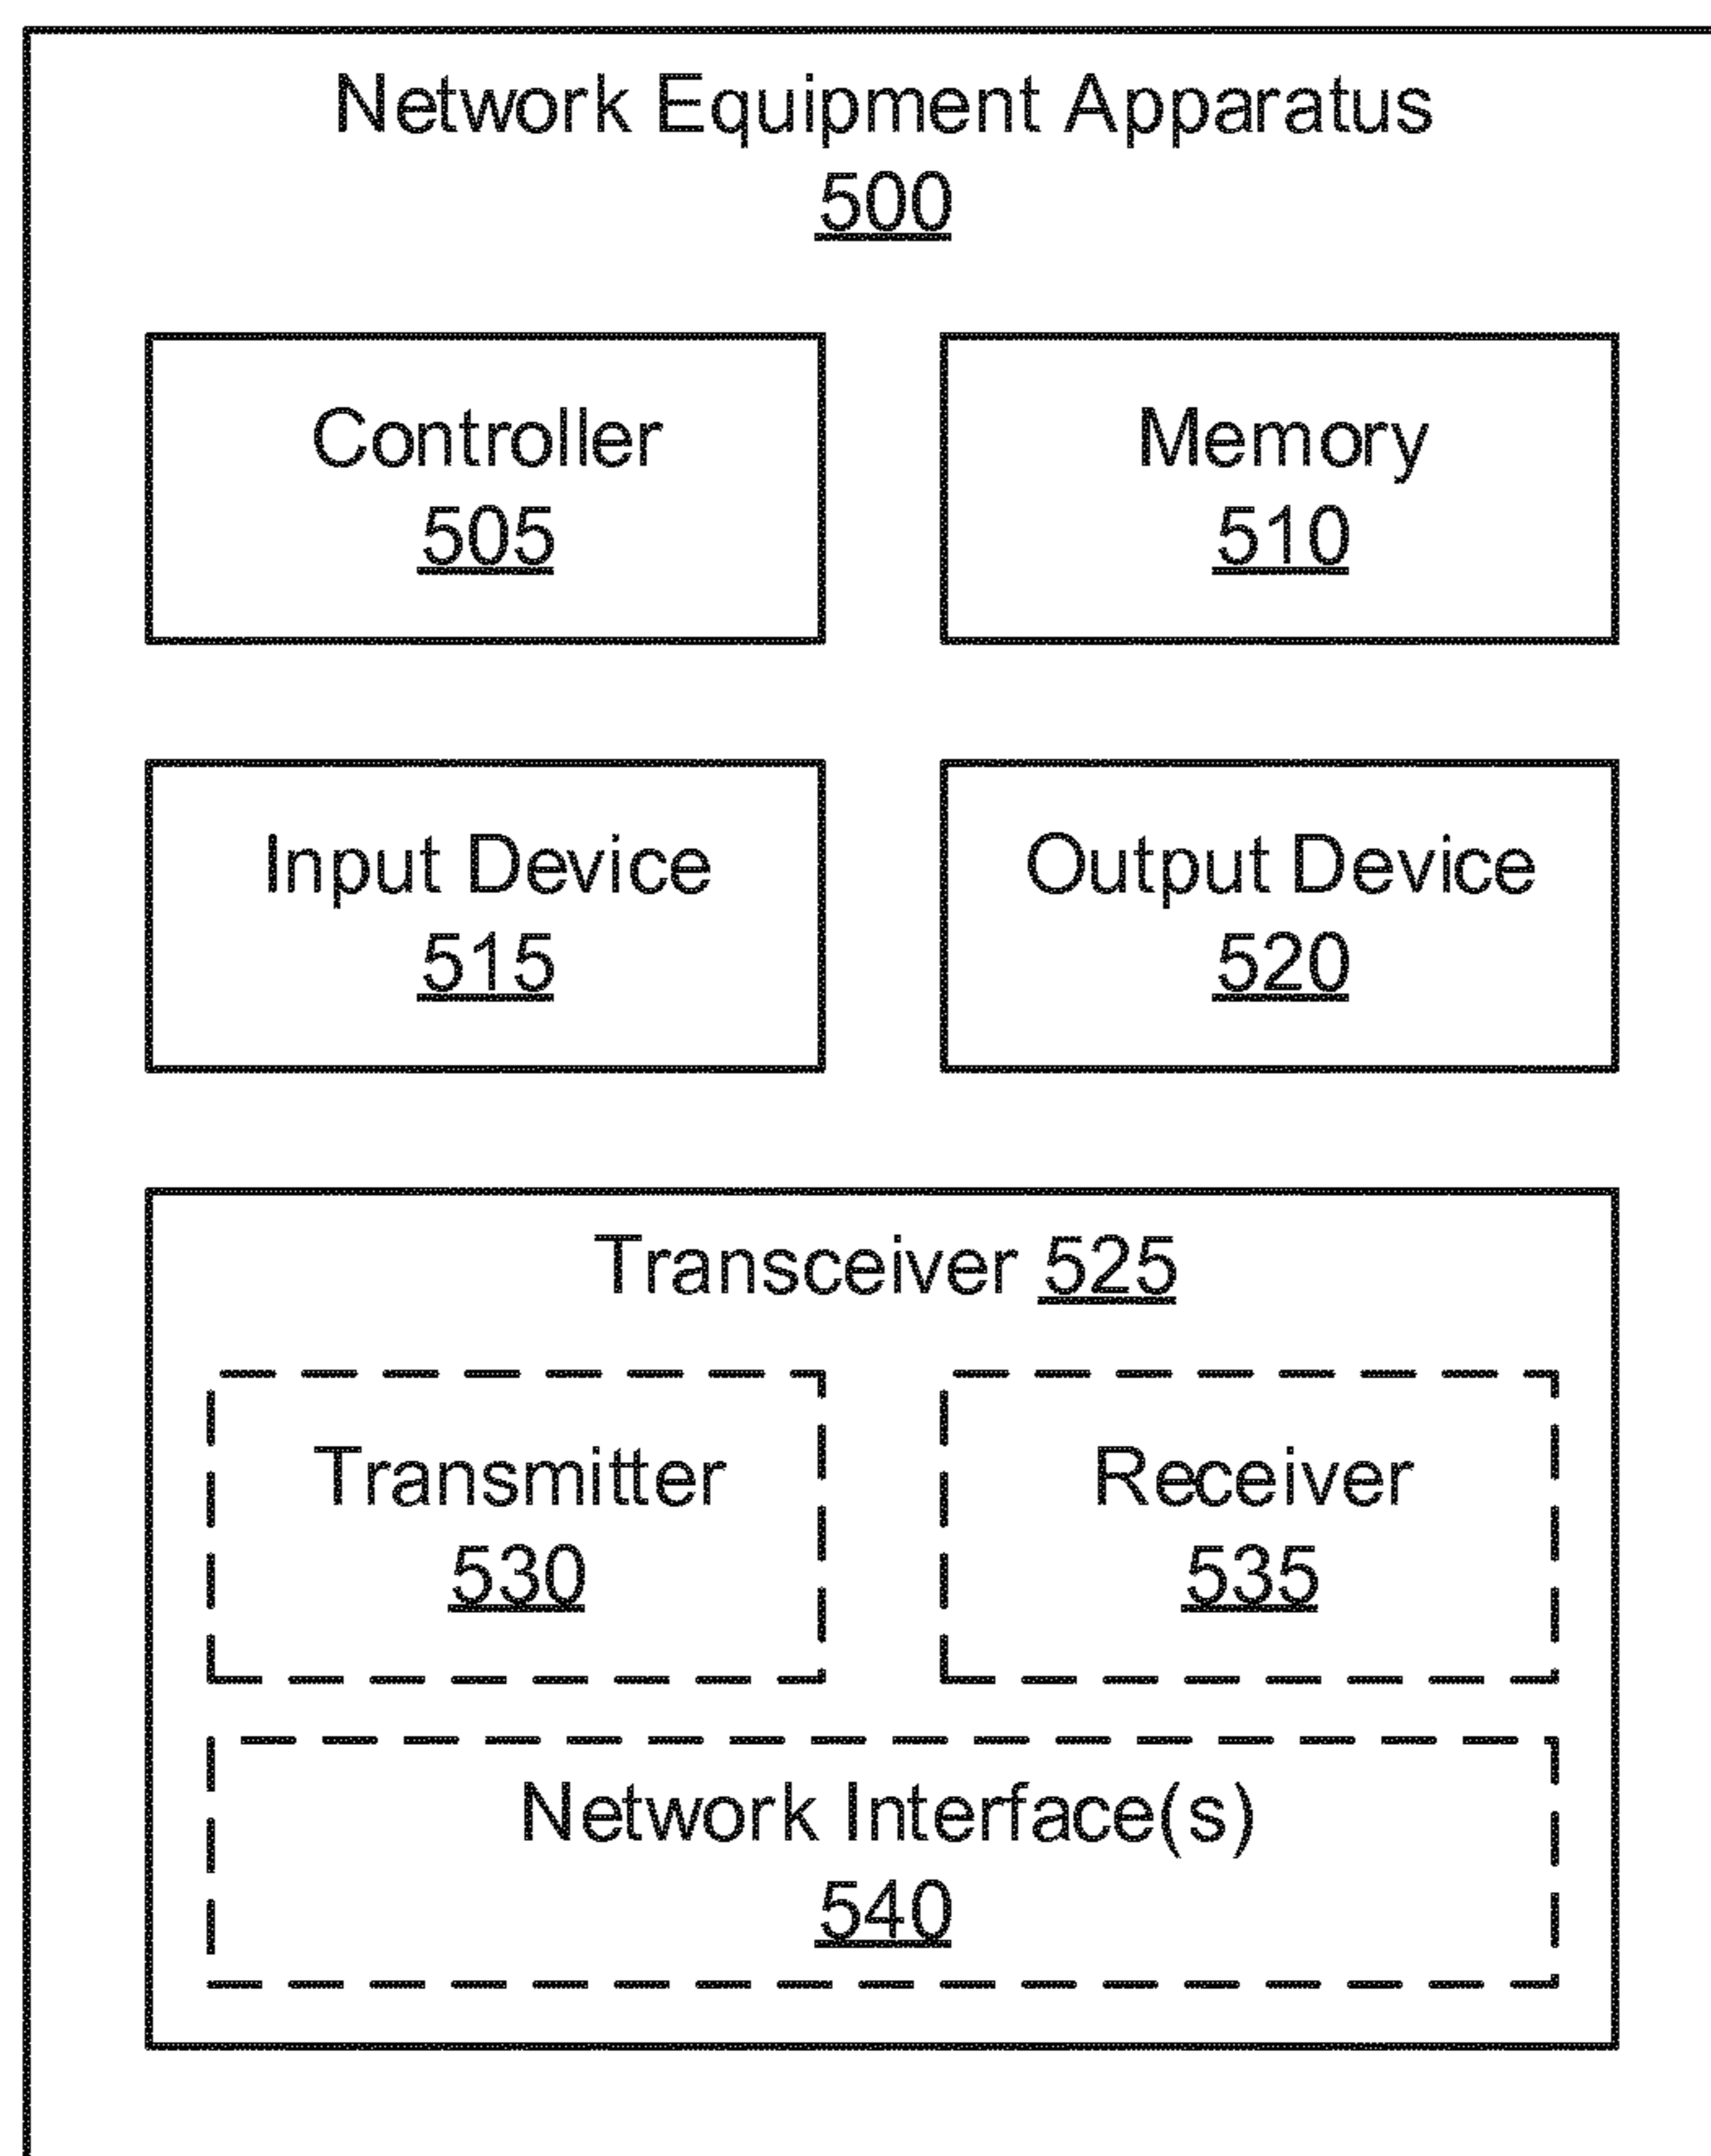 Network Equipment Apparatus
500
Controller
505
Memory
510
Input Device
515
Output Device
520
Transceiver 525
Transmitter
530
Receiver
535
Network Interface(s)
540